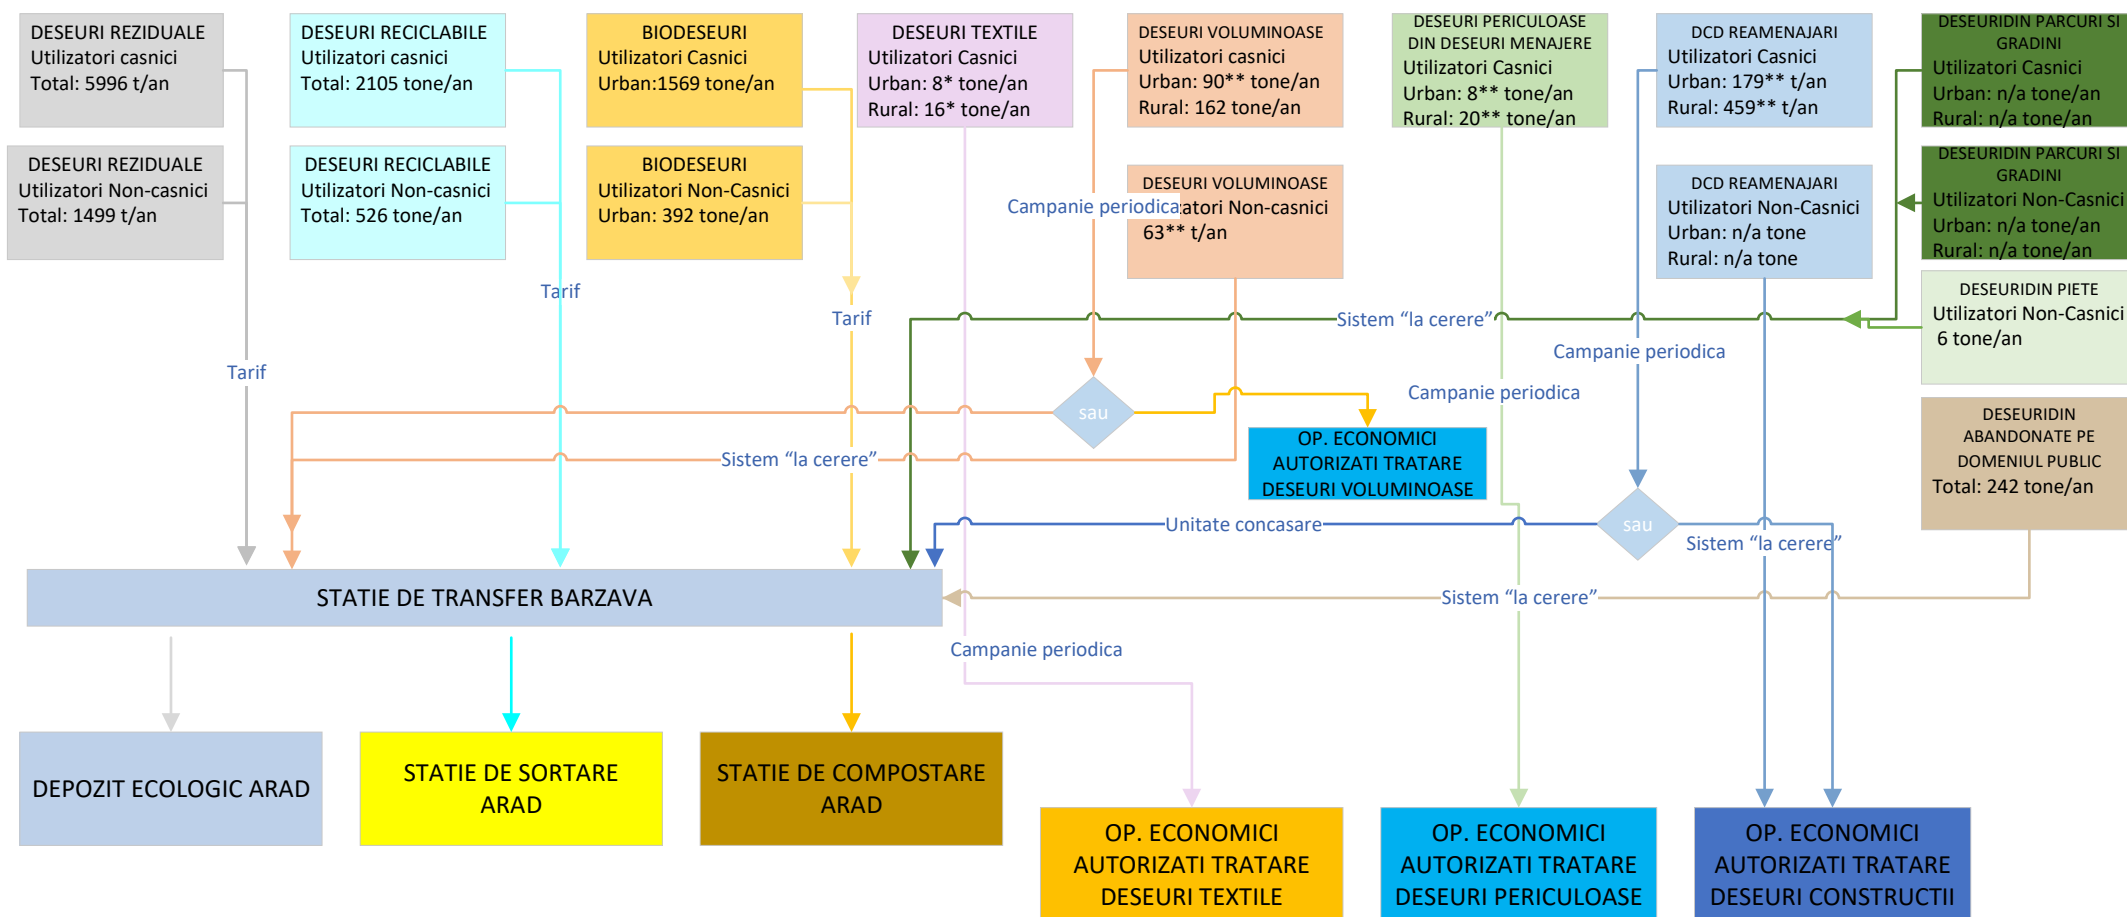 DESEURI REZIDUALE
Utilizatori casnici
Total: 5996 t/an
DESEURI RECICLABILE
Utilizatori casnici
Total: 2105 tone/an
BIODESEURI
Utilizatori Casnici
Urban:1569 tone/an
DESEURI TEXTILE
Utilizatori Casnici
Urban: 8* tone/an
Rural: 16* tone/an
DESEURI VOLUMINOASE
Utilizatori casnici
Urban: 90** tone/an
Rural: 162 tone/an
DESEURI PERICULOASE
DIN DESEURI MENAJERE
Utilizatori Casnici
Urban: 8** tone/an
Rural: 20** tone/an
DCD REAMENAJARI
Utilizatori Casnici
Urban: 179** t/an
Rural: 459** t/an
DESEURIDIN PARCURI SI
GRADINI
Utilizatori Casnici
Urban: n/a tone/an
Rural: n/a tone/an
DESEURI REZIDUALE
Utilizatori Non-casnici
Total: 1499 t/an
DESEURI RECICLABILE
Utilizatori Non-casnici
Total: 526 tone/an
BIODESEURI
Utilizatori Non-Casnici
Urban: 392 tone/an
DESEURI VOLUMINOASE
zatori Non-casnici
63** t/an
Campanie periodica
DCD REAMENAJARI
Utilizatori Non-Casnici
Urban: n/a tone
Rural: n/a tone
DESEURIDIN PARCURI SI
GRADINI
Utilizatori Non-Casnici
Urban: n/a tone/an
Rural: n/a tone/an
DESEURIDIN PIETE
Utilizatori Non-Casnici
6 tone/an
Tarif
Tarif
Sistem “la cerere”
Campanie periodica
Tarif
Campanie periodica
sau
DESEURIDIN
ABANDONATE PE
DOMENIUL PUBLIC
Total: 242 tone/an
OP. ECONOMICI
AUTORIZATI TRATARE
DESEURI VOLUMINOASE
Sistem “la cerere”
Unitate concasare
sau
Sistem “la cerere”
STATIE DE TRANSFER BARZAVA
Sistem “la cerere”
Campanie periodica
DEPOZIT ECOLOGIC ARAD
STATIE DE SORTARE
ARAD
STATIE DE COMPOSTARE
ARAD
OP. ECONOMICI
AUTORIZATI TRATARE
DESEURI TEXTILE
OP. ECONOMICI
AUTORIZATI TRATARE
DESEURI PERICULOASE
OP. ECONOMICI
AUTORIZATI TRATARE
DESEURI CONSTRUCTII